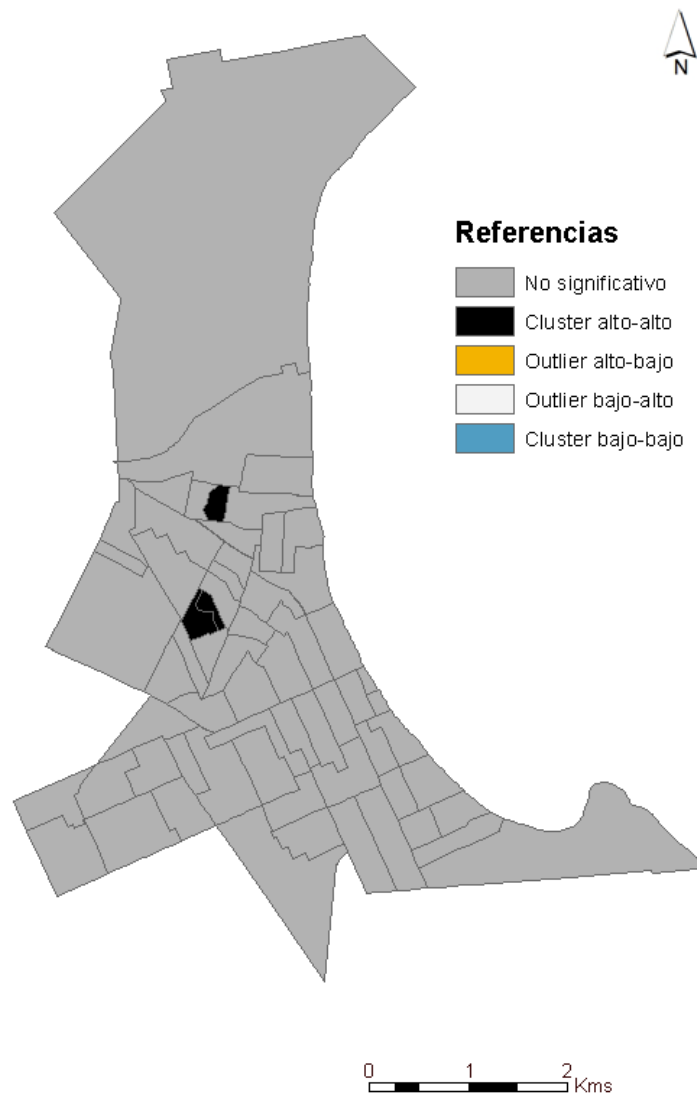 N
Referencias
No significativo
Cluster alto-alto
Outlier alto-bajo
Outlier bajo-alto
Cluster bajo-bajo
0 1 2
Kms